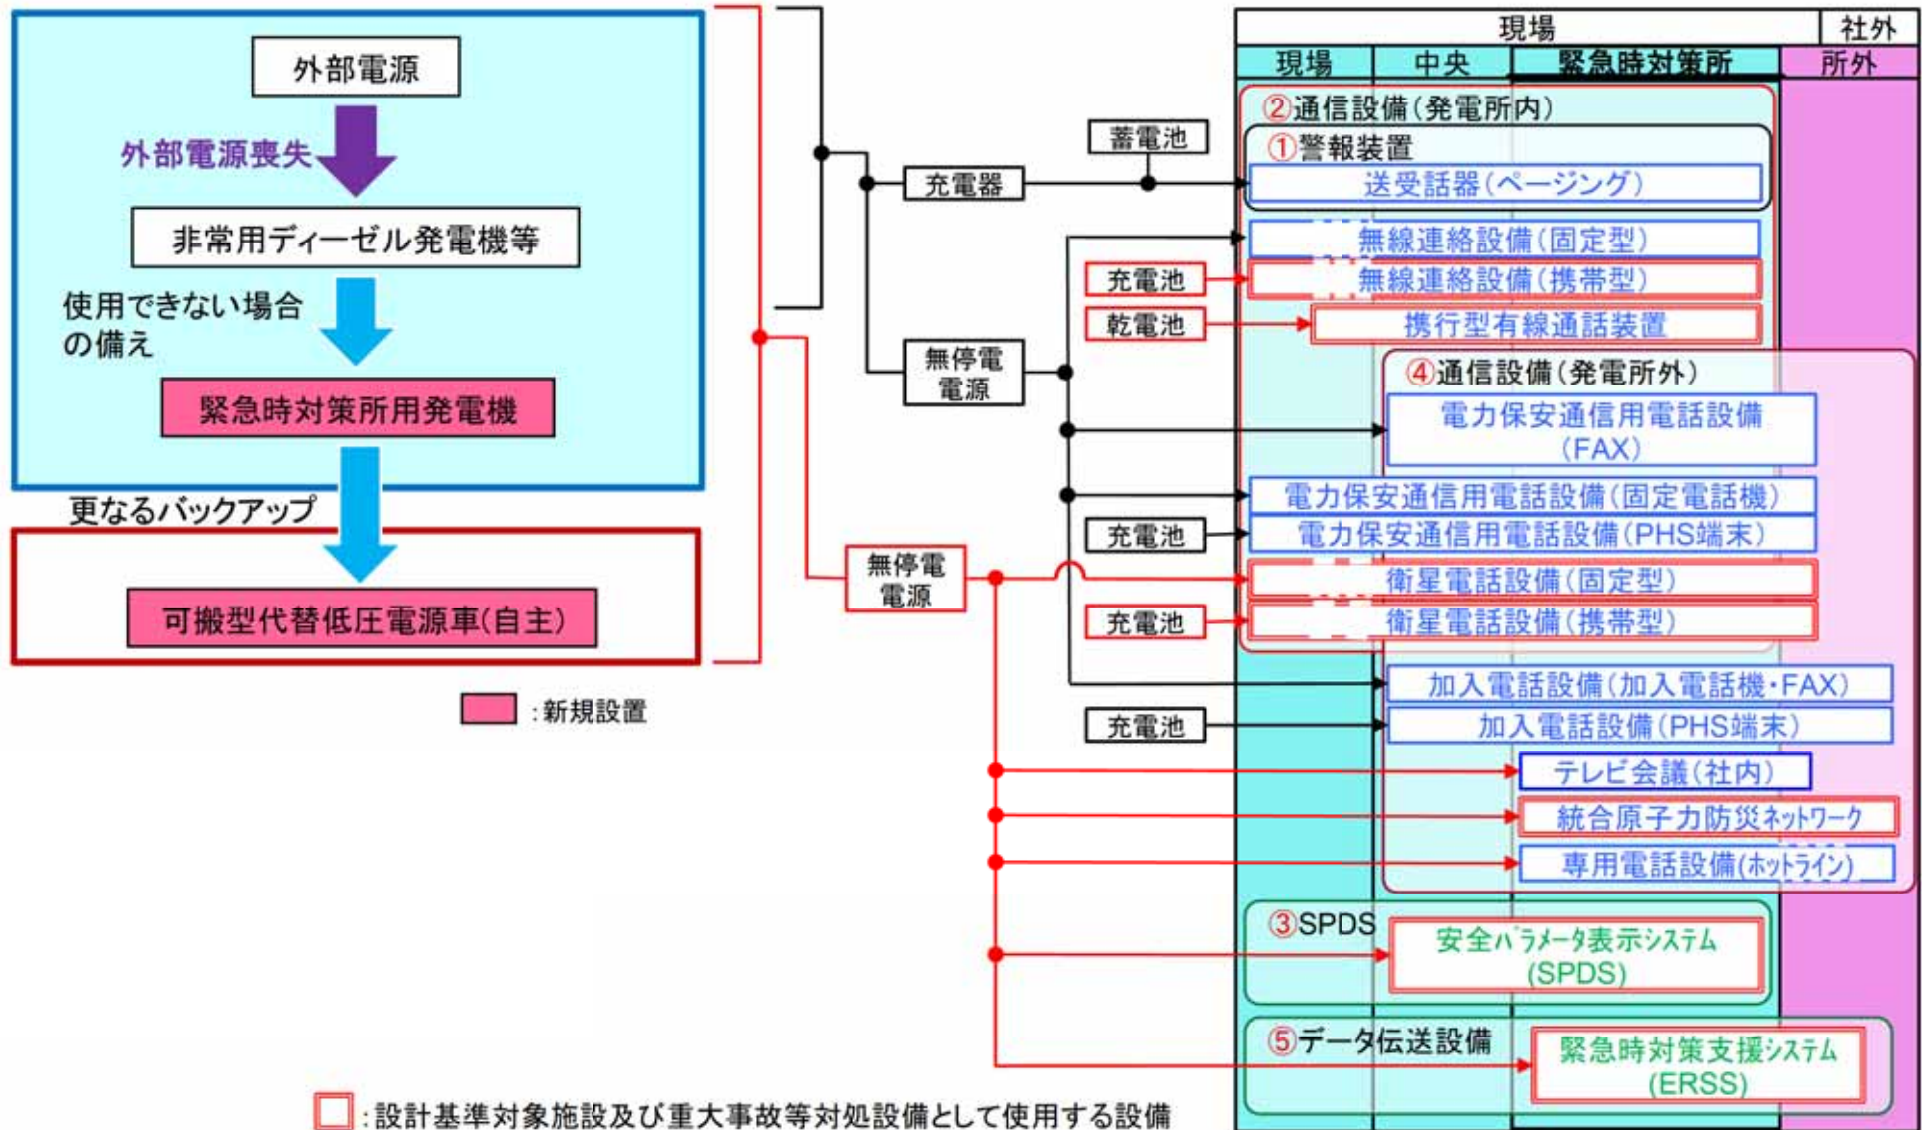 外部電源
外部電源喪失
非常用ディーゼル発電機等
使用できない場合
の備え
緊急時対策所用発電機
更なるバックアップ
可搬型代替低圧電源車(自主)
:新規設置
充電器
蓄電池
無停電
電源
充電池
乾電池
充電池
無停電
電源
充電池
充電池
現場
社外
現場
中央
緊急時対策所
所外
②通信設備(発電所内)
①警報装置
送受話器(ページング)
無線連絡設備(固定型)
無線連絡設備(携帯型)
携行型有線通話装置
④通信設備(発電所外)
電力保安通信用電話設備
(FAX)
電力保安通信用電話設備(固定電話機)
電力保安通信用電話設備(PHS端末)
衛星電話設備(固定型)
衛星電話設備(携帯型)
加入電話設備(加入電話機・FAX)
加入電話設備(PHS端末)
テレビ会議(社内)
統合原子力防災ネットワーク
専用電話設備(ホットライン)
③SPDS
安全パラメータ表示システム
(SPDS)
⑤データ伝送設備
緊急時対策支援システム
(ERSS)
:設計基準対象施設及び重大事故等対処設備として使用する設備